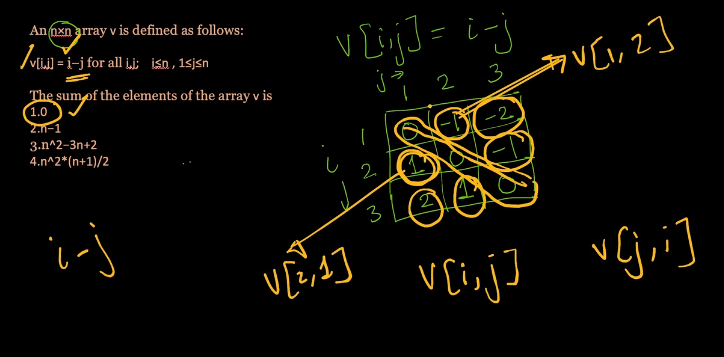 An n×n array v is defined as follows:
v[i,j] = i−j for all i,j; i≤n , 1≤j≤n
The sum of the elements of the array v is
1.0
2.n−1
3.n^2−3n+2
4.n^2*(n+1)/2
v[i,j] = i-j
j→
1 2 3
i
1 0 -1 -2
2 1 0 -1
3 2 1 0
v[1,2]
i-j
v[2,1]
v[i,j]
v[j,i]